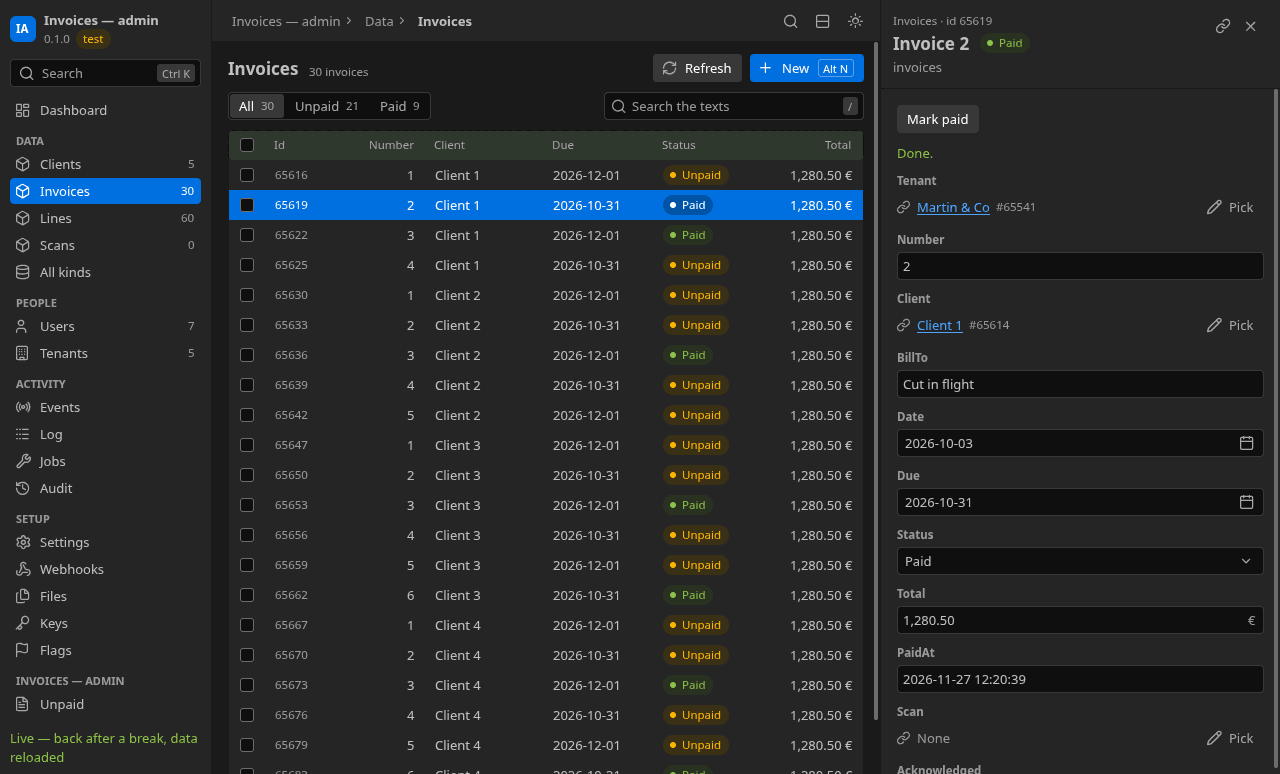 IA
Invoices — admin
0.1.0 test
Search Ctrl K
Dashboard
DATA
Clients 5
Invoices 30
Lines 60
Scans 0
All kinds
PEOPLE
Users 7
Tenants 5
ACTIVITY
Events
Log
Jobs
Audit
SETUP
Settings
Webhooks
Files
Keys
Flags
INVOICES — ADMIN
Unpaid
Live — back after a break, data
reloaded
Invoices — admin Data Invoices
Invoices 30 invoices
Refresh
New Alt N
All 30 Unpaid 21 Paid 9
Search the texts /
Id Number Client Due Status Total
65616 1 Client 1 2026-12-01 Unpaid 1,280.50 €
65619 2 Client 1 2026-10-31 Paid 1,280.50 €
65622 3 Client 1 2026-12-01 Paid 1,280.50 €
65625 4 Client 1 2026-10-31 Unpaid 1,280.50 €
65630 1 Client 2 2026-12-01 Unpaid 1,280.50 €
65633 2 Client 2 2026-10-31 Unpaid 1,280.50 €
65636 3 Client 2 2026-12-01 Paid 1,280.50 €
65639 4 Client 2 2026-10-31 Unpaid 1,280.50 €
65642 5 Client 2 2026-12-01 Unpaid 1,280.50 €
65647 1 Client 3 2026-12-01 Unpaid 1,280.50 €
65650 2 Client 3 2026-10-31 Unpaid 1,280.50 €
65653 3 Client 3 2026-12-01 Paid 1,280.50 €
65656 4 Client 3 2026-10-31 Unpaid 1,280.50 €
65659 5 Client 3 2026-12-01 Unpaid 1,280.50 €
65662 6 Client 3 2026-10-31 Paid 1,280.50 €
65667 1 Client 4 2026-12-01 Unpaid 1,280.50 €
65670 2 Client 4 2026-10-31 Unpaid 1,280.50 €
65673 3 Client 4 2026-12-01 Paid 1,280.50 €
65676 4 Client 4 2026-10-31 Unpaid 1,280.50 €
65679 5 Client 4 2026-12-01 Unpaid 1,280.50 €
Invoices · id 65619
Invoice 2 Paid
invoices
Mark paid
Done.
Tenant
Martin & Co #65541 Pick
Number
2
Client
Client 1 #65614 Pick
BillTo
Cut in flight
Date
2026-10-03
Due
2026-10-31
Status
Paid
Total
1,280.50 €
PaidAt
2026-11-27 12:20:39
Scan
None Pick
Acknowledged